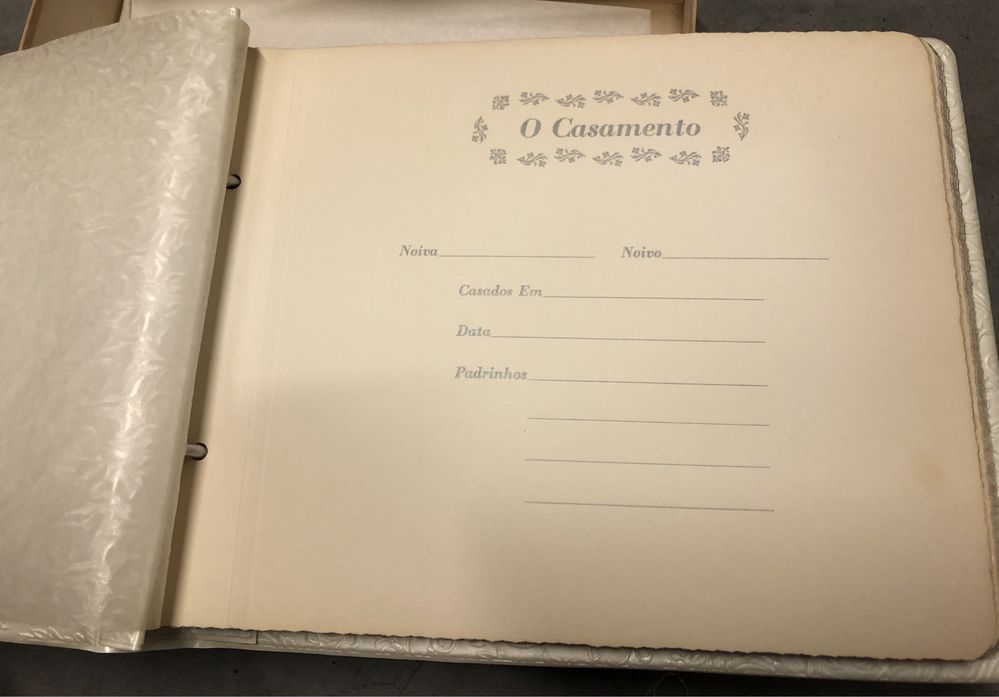 O Casamento
Noiva Noivo
Casados Em
Data
Padrinhos